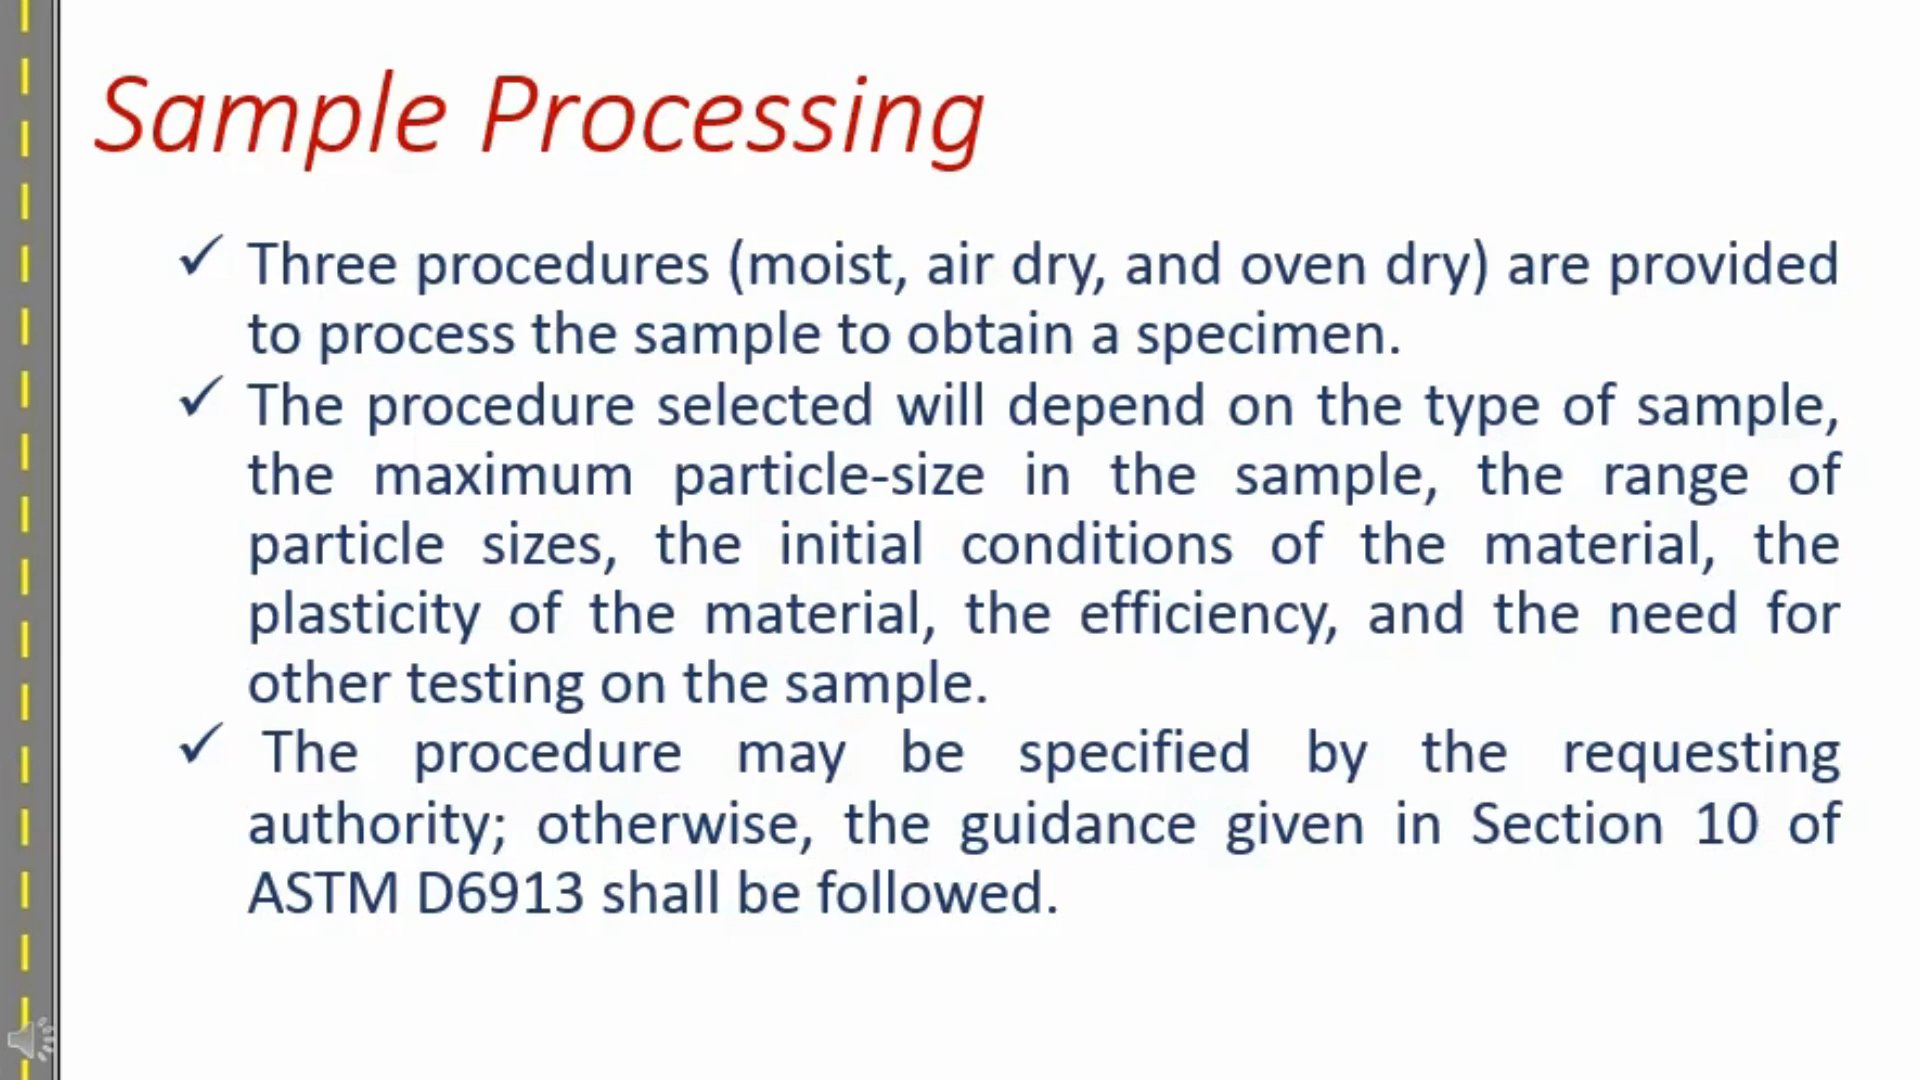 Sample Processing
✓ Three procedures (moist, air dry, and oven dry) are provided
to process the sample to obtain a specimen.
✓ The procedure selected will depend on the type of sample,
the maximum particle-size in the sample, the range of
particle sizes, the initial conditions of the material, the
plasticity of the material, the efficiency, and the need for
other testing on the sample.
✓ The procedure may be specified by the requesting
authority; otherwise, the guidance given in Section 10 of
ASTM D6913 shall be followed.